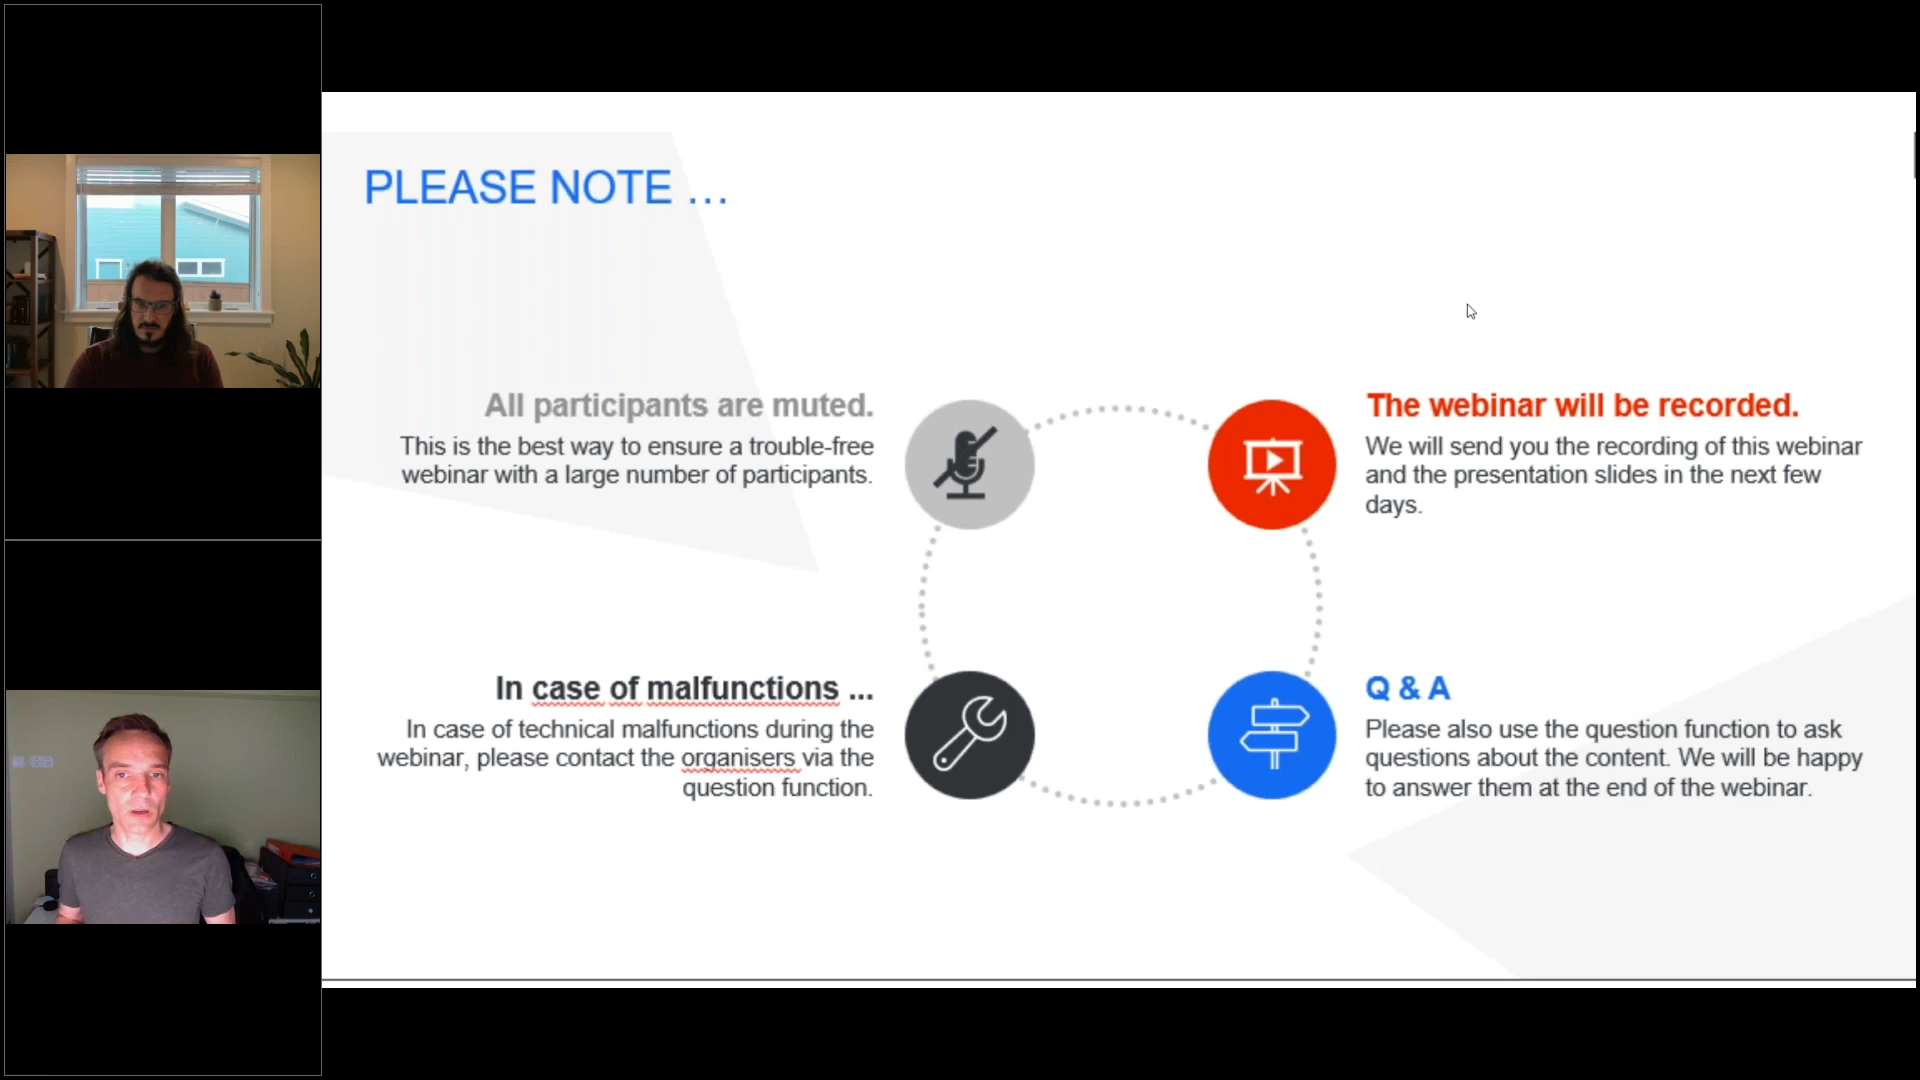 PLEASE NOTE …
All participants are muted.
This is the best way to ensure a trouble-free
webinar with a large number of participants.
The webinar will be recorded.
We will send you the recording of this webinar
and the presentation slides in the next few
days.
In case of malfunctions ...
In case of technical malfunctions during the
webinar, please contact the organisers via the
question function.
Q & A
Please also use the question function to ask
questions about the content. We will be happy
to answer them at the end of the webinar.